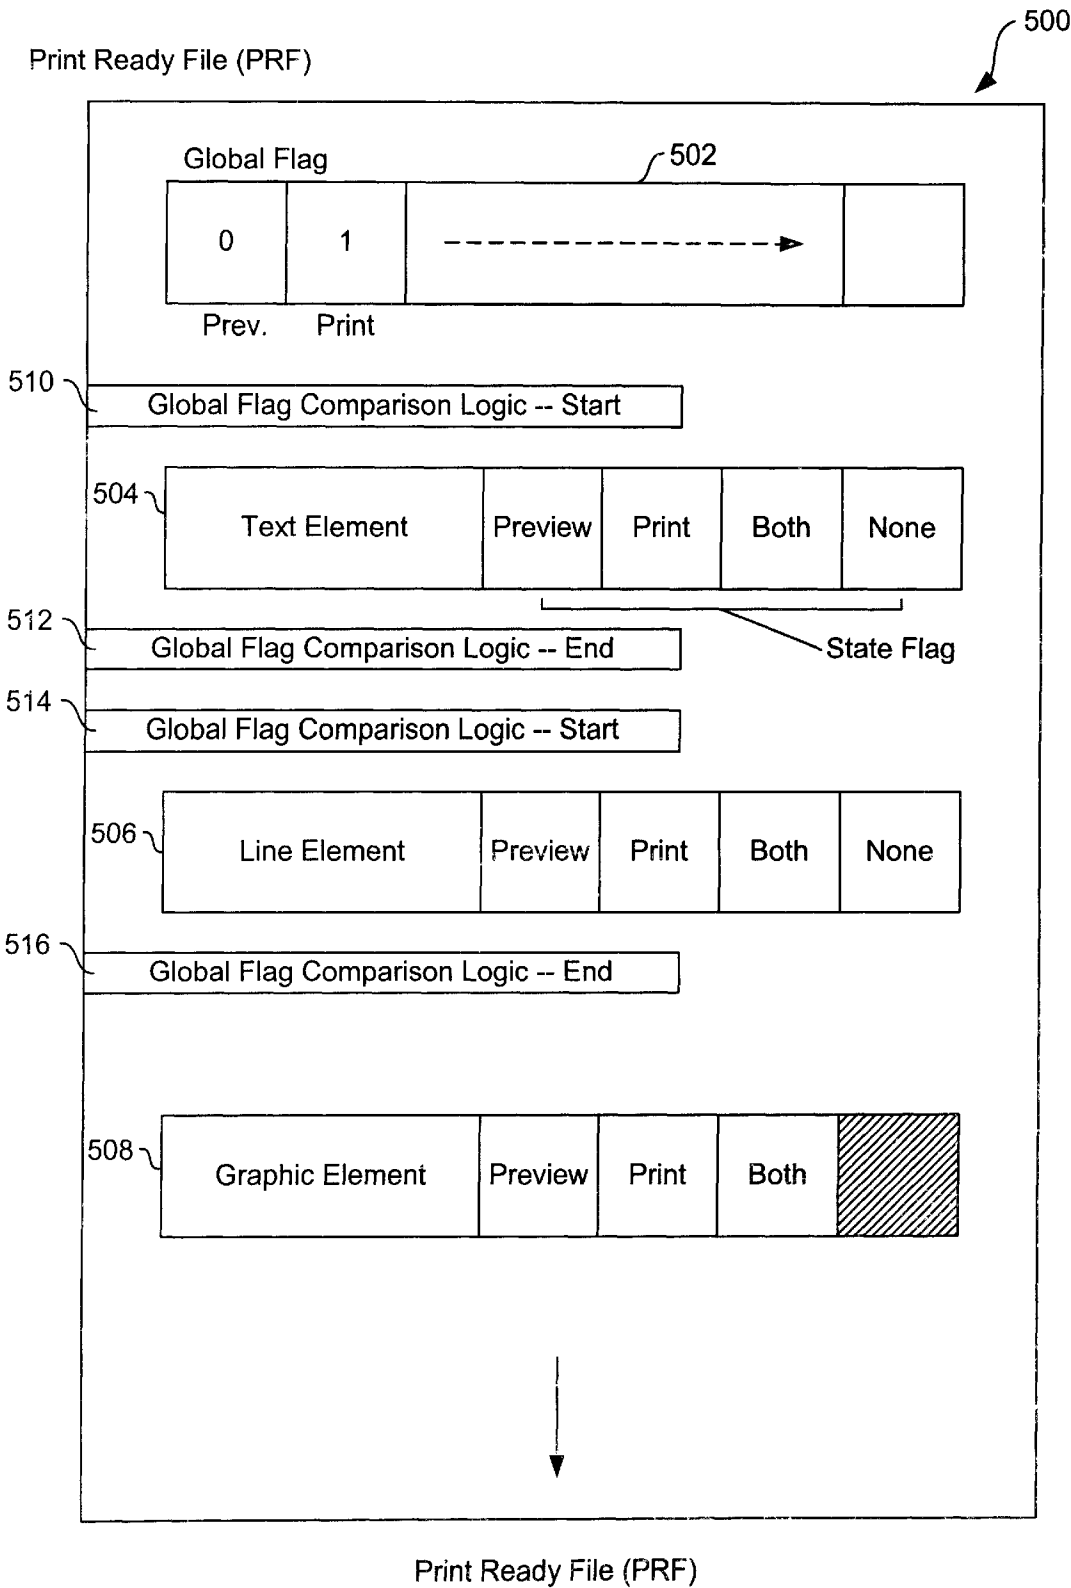 500
Print Ready File (PRF)
Global Flag
502
0 1
Prev. Print
510
Global Flag Comparison Logic -- Start
504
Text Element Preview Print Both None
512
Global Flag Comparison Logic -- End
State Flag
514
Global Flag Comparison Logic -- Start
506
Line Element Preview Print Both None
516
Global Flag Comparison Logic -- End
508
Graphic Element Preview Print Both
Print Ready File (PRF)